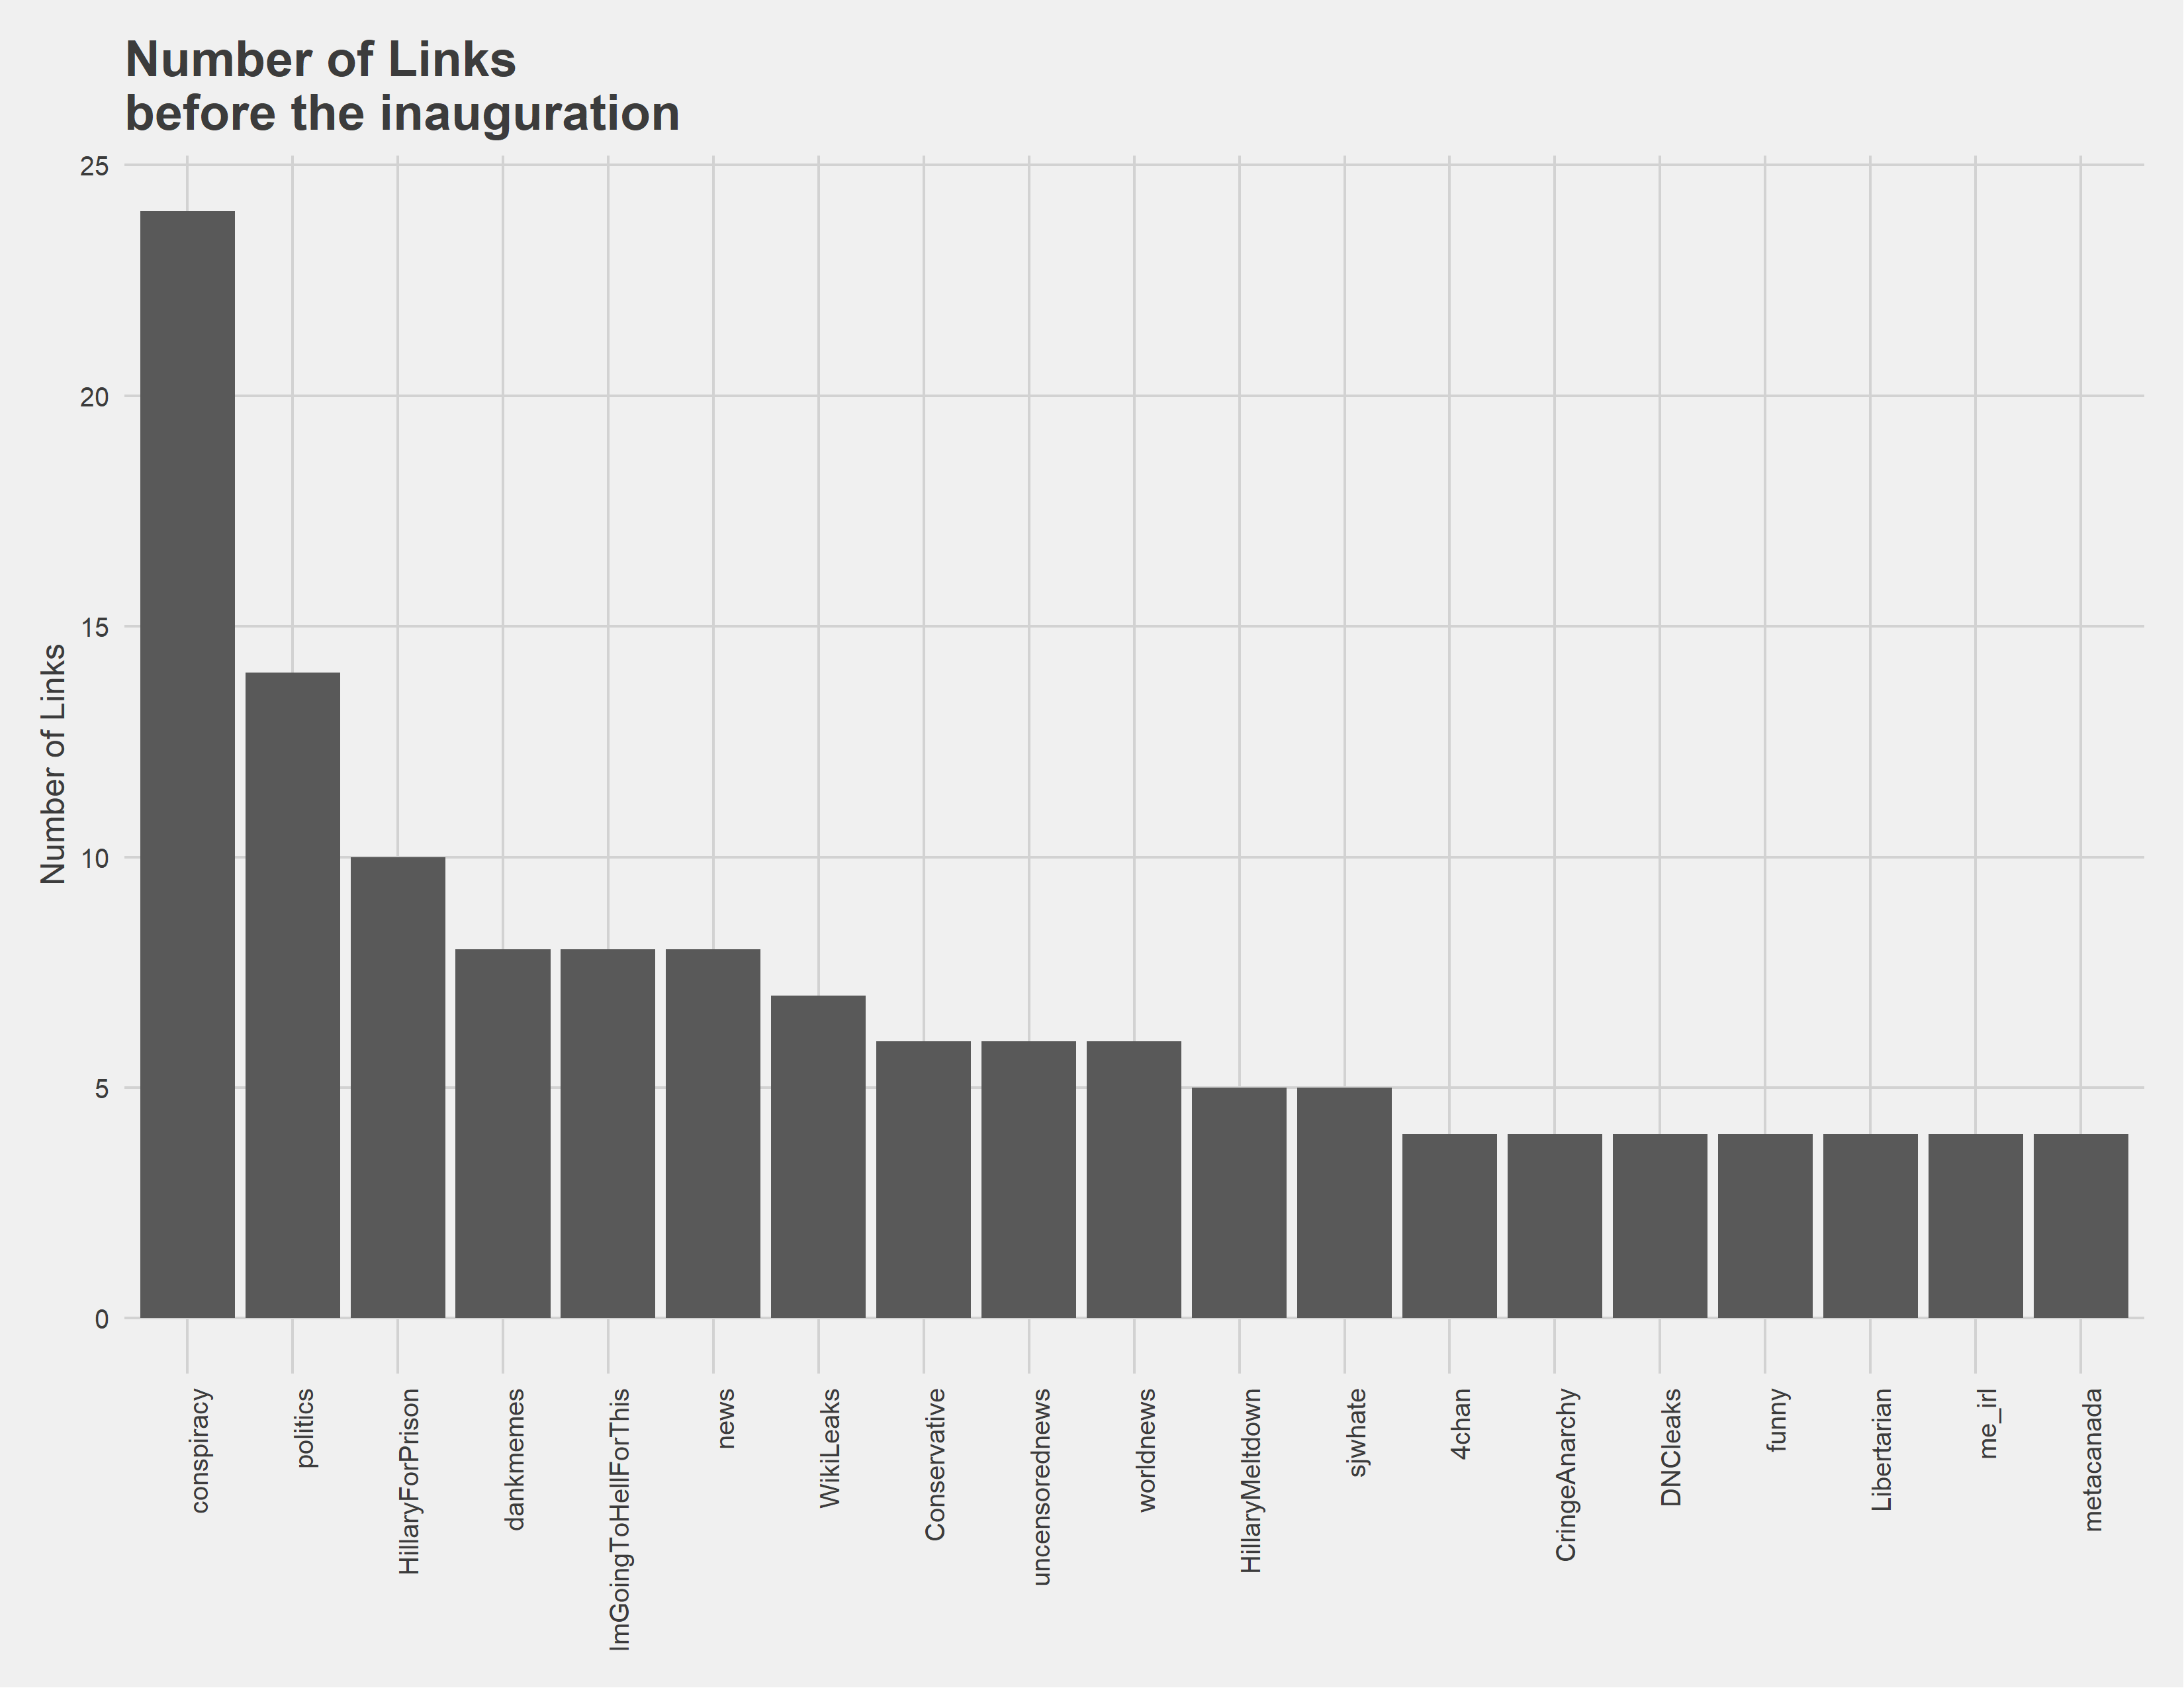 Number of Links
before the inauguration
Number of Links
25
20
15
10
5
0
conspiracy
politics
HillaryForPrison
dankmemes
ImGoingToHellForThis
news
WikiLeaks
Conservative
uncensorednews
worldnews
HillaryMeltdown
sjwhate
4chan
CringeAnarchy
DNCleaks
funny
Libertarian
me_irl
metacanada